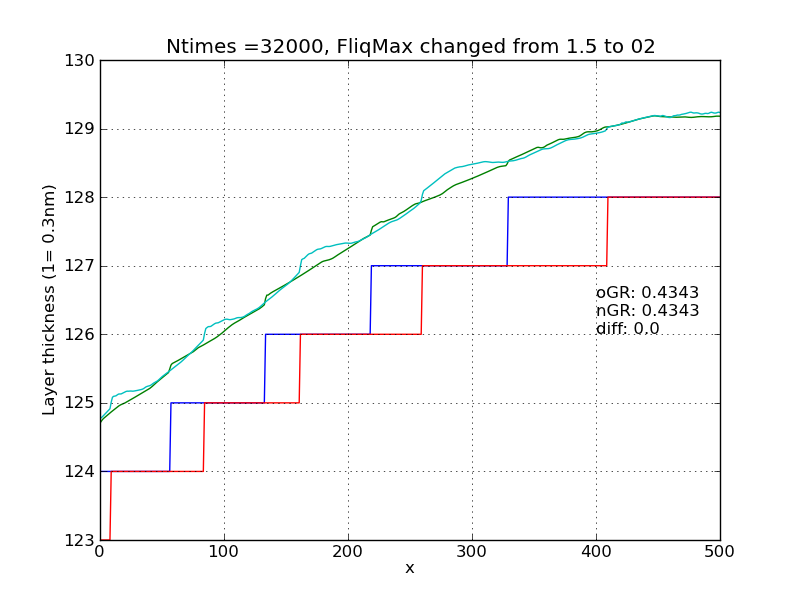 Ntimes =32000, FliqMax changed from 1.5 to 02
Layer thickness (1= 0.3nm)
130
129
128
127
126
125
124
123
oGR: 0.4343
nGR: 0.4343
diff: 0.0
0 100 200 300 400 500
x